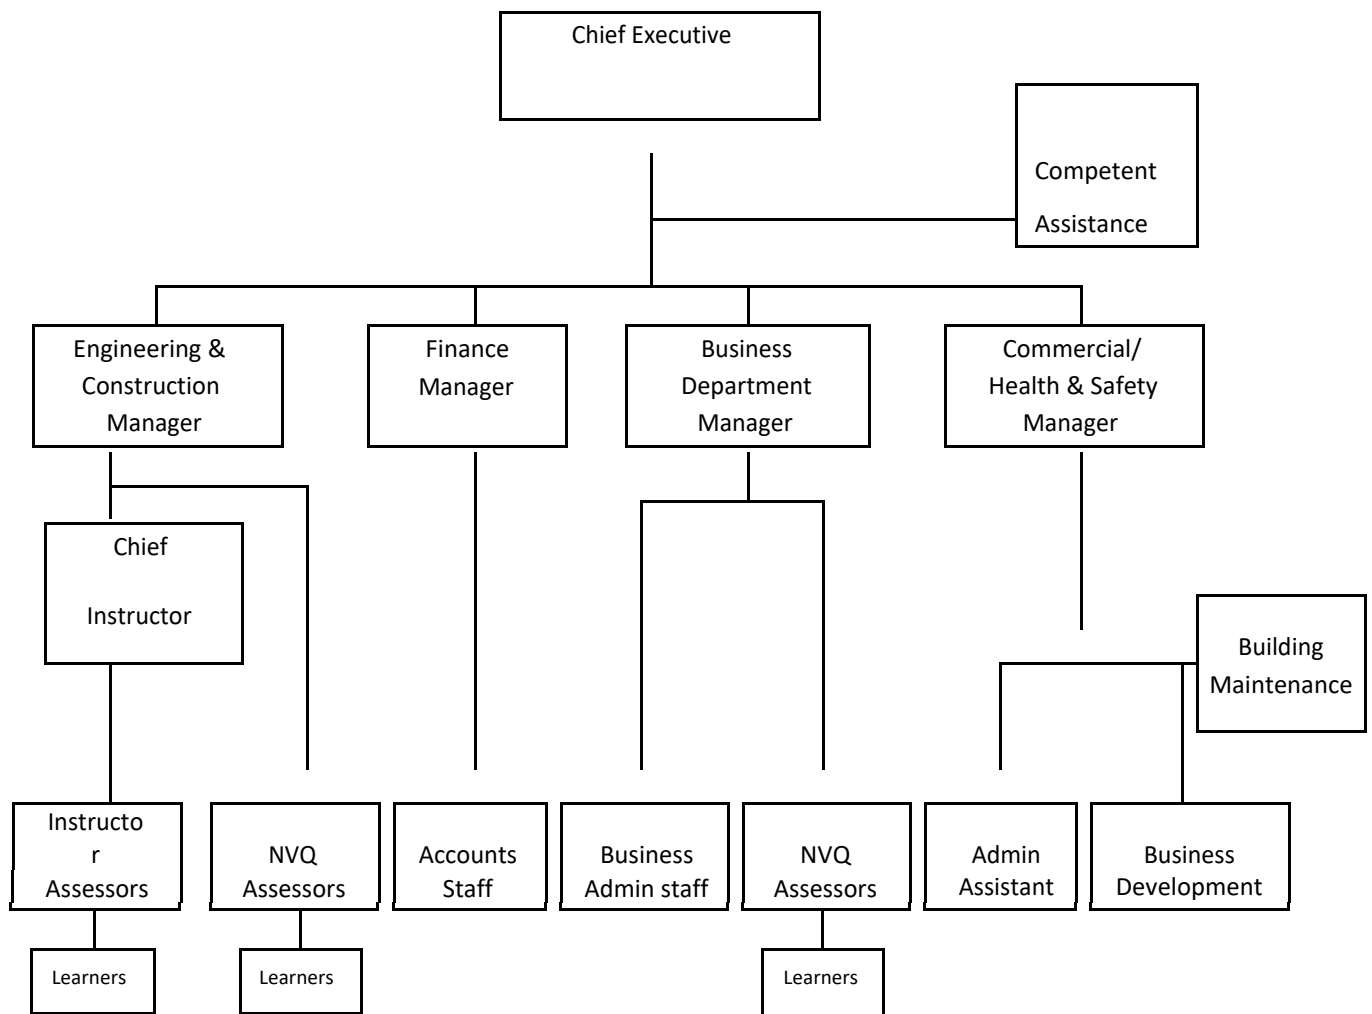 Chief Executive
Competent
Assistance
Engineering &
Construction
Manager
Finance
Manager
Business
Department
Manager
Commercial/
Health & Safety
Manager
Chief
Instructor
Building
Maintenance
Instructo
r
Assessors
NVQ
Assessors
Accounts
Staff
Business
Admin staff
NVQ
Assessors
Admin
Assistant
Business
Development
Learners
Learners
Learners